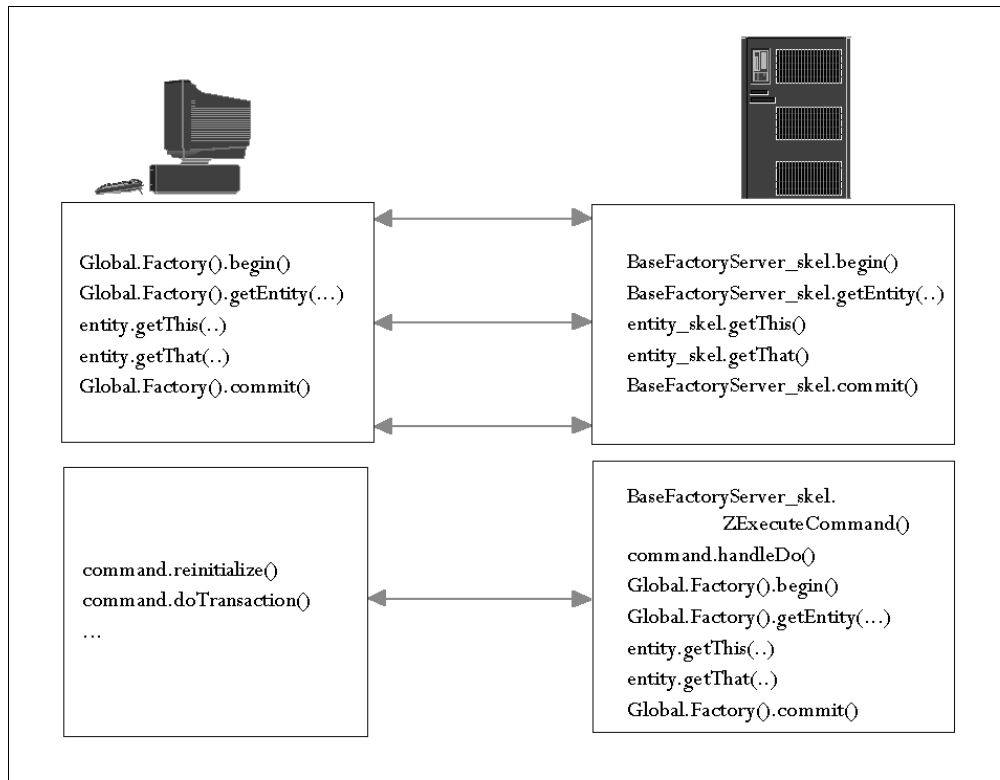 Global.Factory().begin()
Global.Factory().getEntity(...)
entity.getThis(..)
entity.getThat(..)
Global.Factory().commit()
BaseFactoryServer_skel.begin()
BaseFactoryServer_skel.getEntity(..)
entity_skel.getThis()
entity_skel.getThat()
BaseFactoryServer_skel.commit()
command.reinitialize()
command.doTransaction()
...
BaseFactoryServer_skel.
ZExecuteCommand()
command.handleDo()
Global.Factory().begin()
Global.Factory().getEntity(...)
entity.getThis(..)
entity.getThat(..)
Global.Factory().commit()